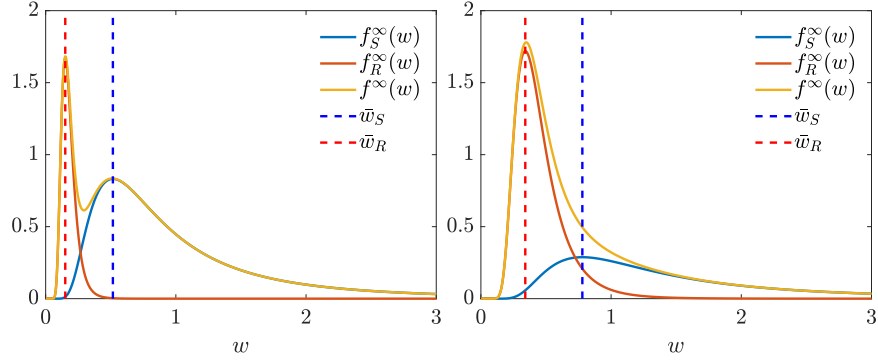 2
1.5
1
0.5
0
0 1 2 3
w
f_S^∞(w)
f_R^∞(w)
f^∞(w)
w̄_S
w̄_R
2
1.5
1
0.5
0
0 1 2 3
w
f_S^∞(w)
f_R^∞(w)
f^∞(w)
w̄_S
w̄_R